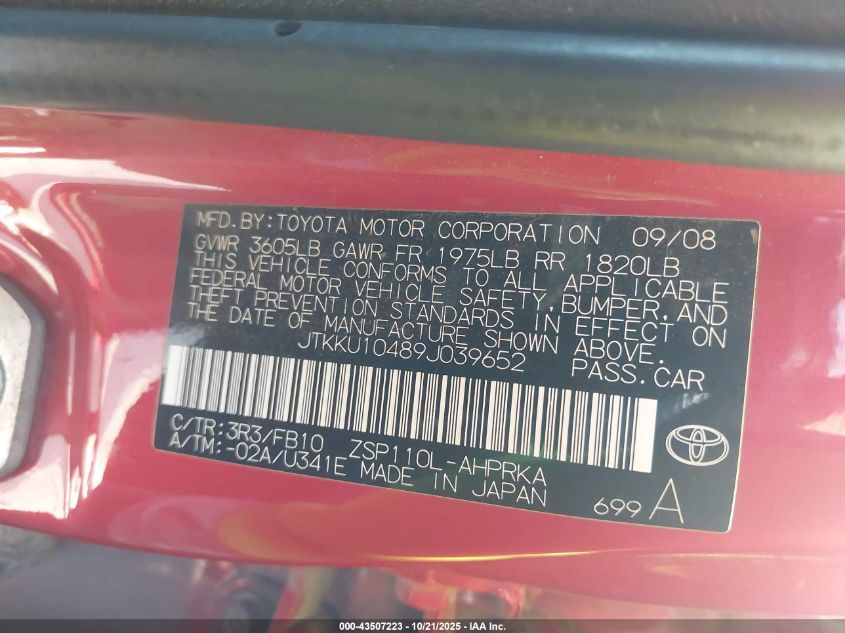 MFD.BY:TOYOTA MOTOR CORPORATION 09/08
GVWR 3605LB GAWR FR 1975LB RR 1820LB
THIS VEHICLE CONFORMS TO ALL APPLICABLE
FEDERAL MOTOR VEHICLE SAFETY,BUMPER,AND
THEFT PREVENTION STANDARDS IN EFFECT ON
THE DATE OF MANUFACTURE SHOWN ABOVE.
JTKKU10489J039652 PASS.CAR
C/TR:3R3/FB10 ZSP110L-AHPRKA
A/TM:-02A/U341E MADE IN JAPAN
699 A
000-43507223 - 10/21/2025 - IAA Inc.